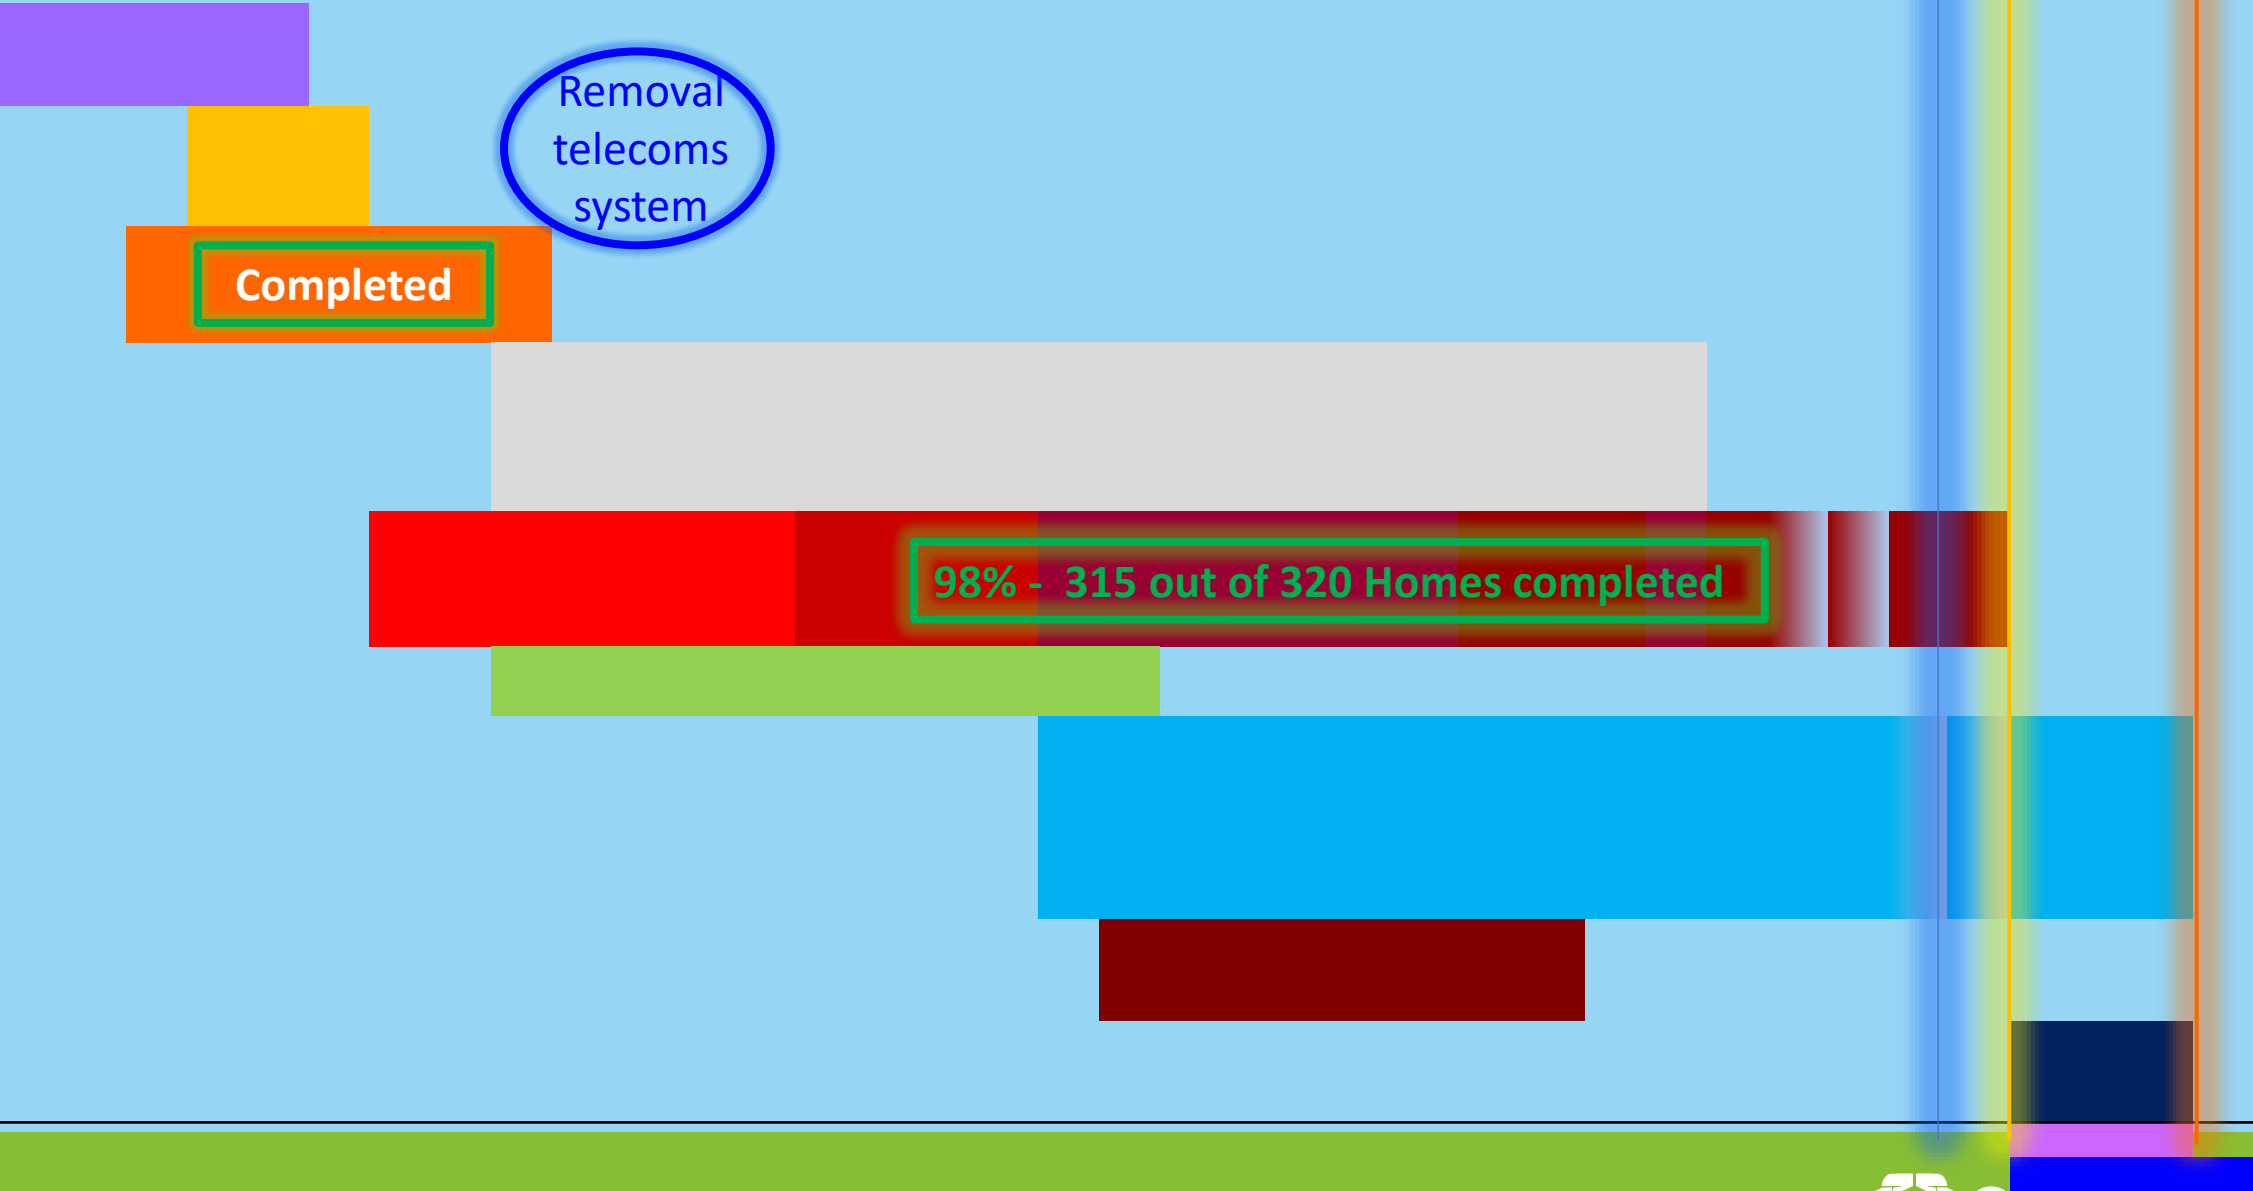 Removal
telecoms
system
Completed
98% -  315 out of 320 Homes completed